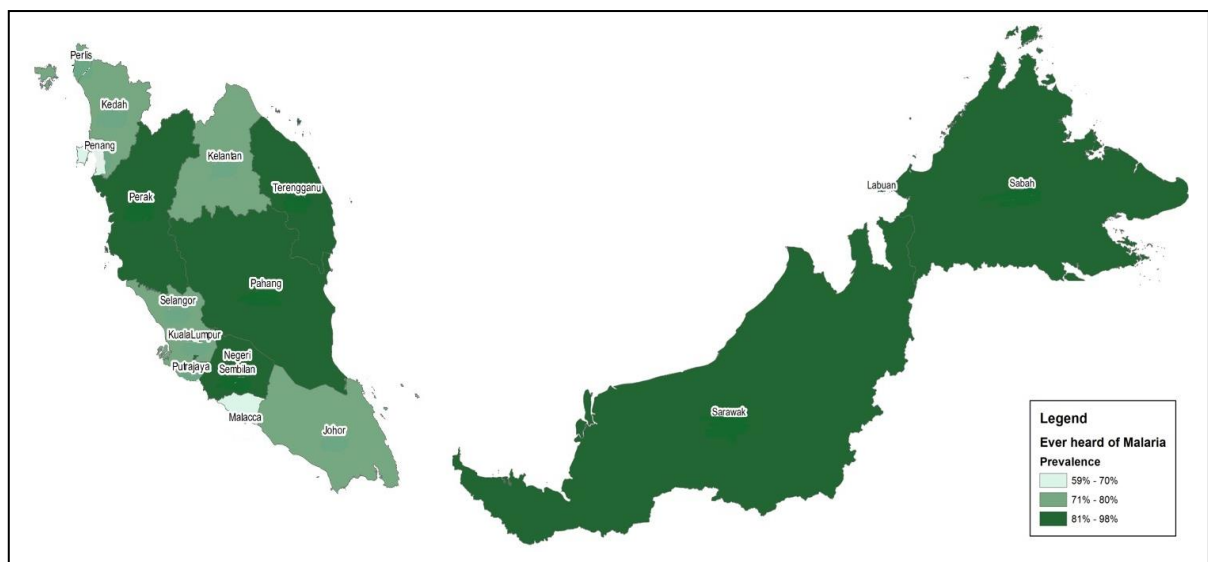 Perlis
Kedah
Penang
Kelantan
Perak
Terengganu
Pahang
Selangor
KualaLumpur
Putrajaya
Negeri
Sembilan
Malacca
Johor
Labuan
Sabah
Sarawak
Legend
Ever heard of Malaria
Prevalence
59% - 70%
71% - 80%
81% - 98%